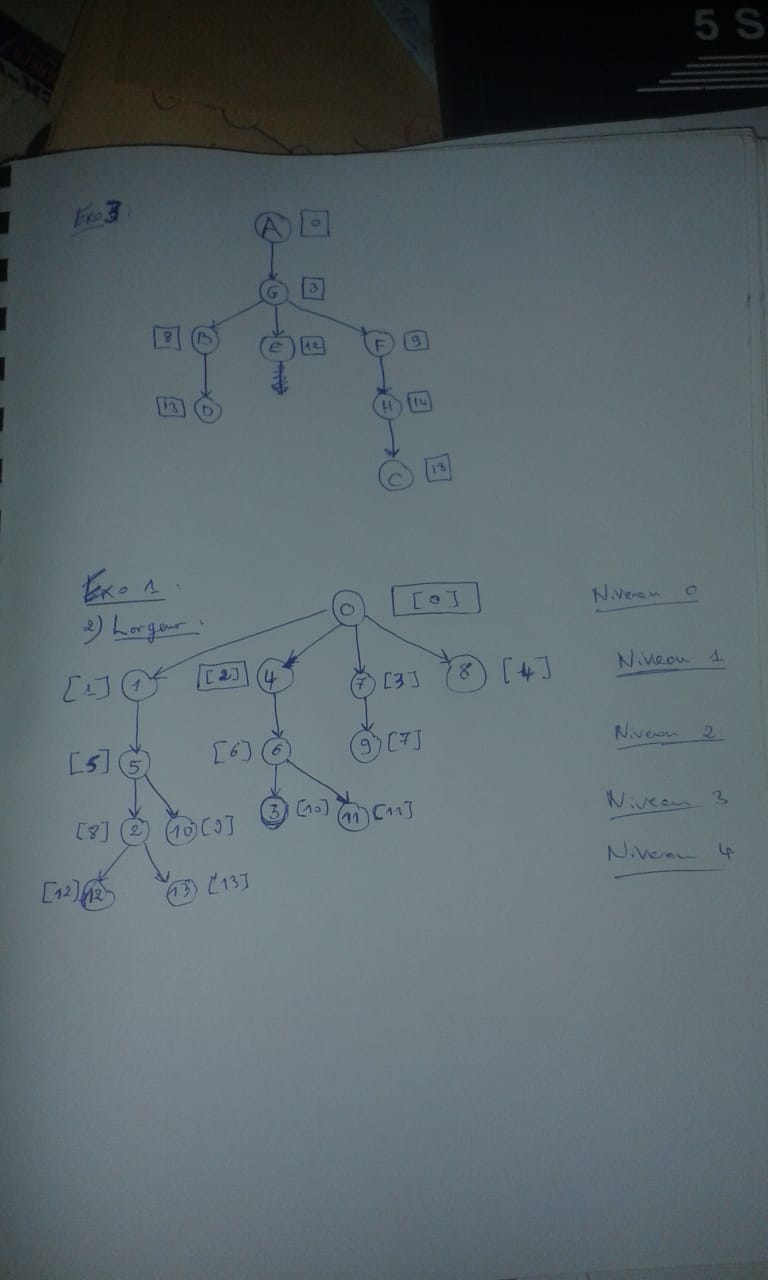 5 S
Exo 3.
A [0]
G [3]
[8] B E [12] F [9]
[13] D H [14]
C [18]
Exo 1.
2) Largeur.
0 [0] Niveau 0
[1] 1 [2] 4 7 [3] 8 [4] Niveau 1
[5] 5 [6] 6 9 [7] Niveau 2
[8] 2 10 [9] 3 [10] 11 [11] Niveau 3
[12] 12 13 [13] Niveau 4